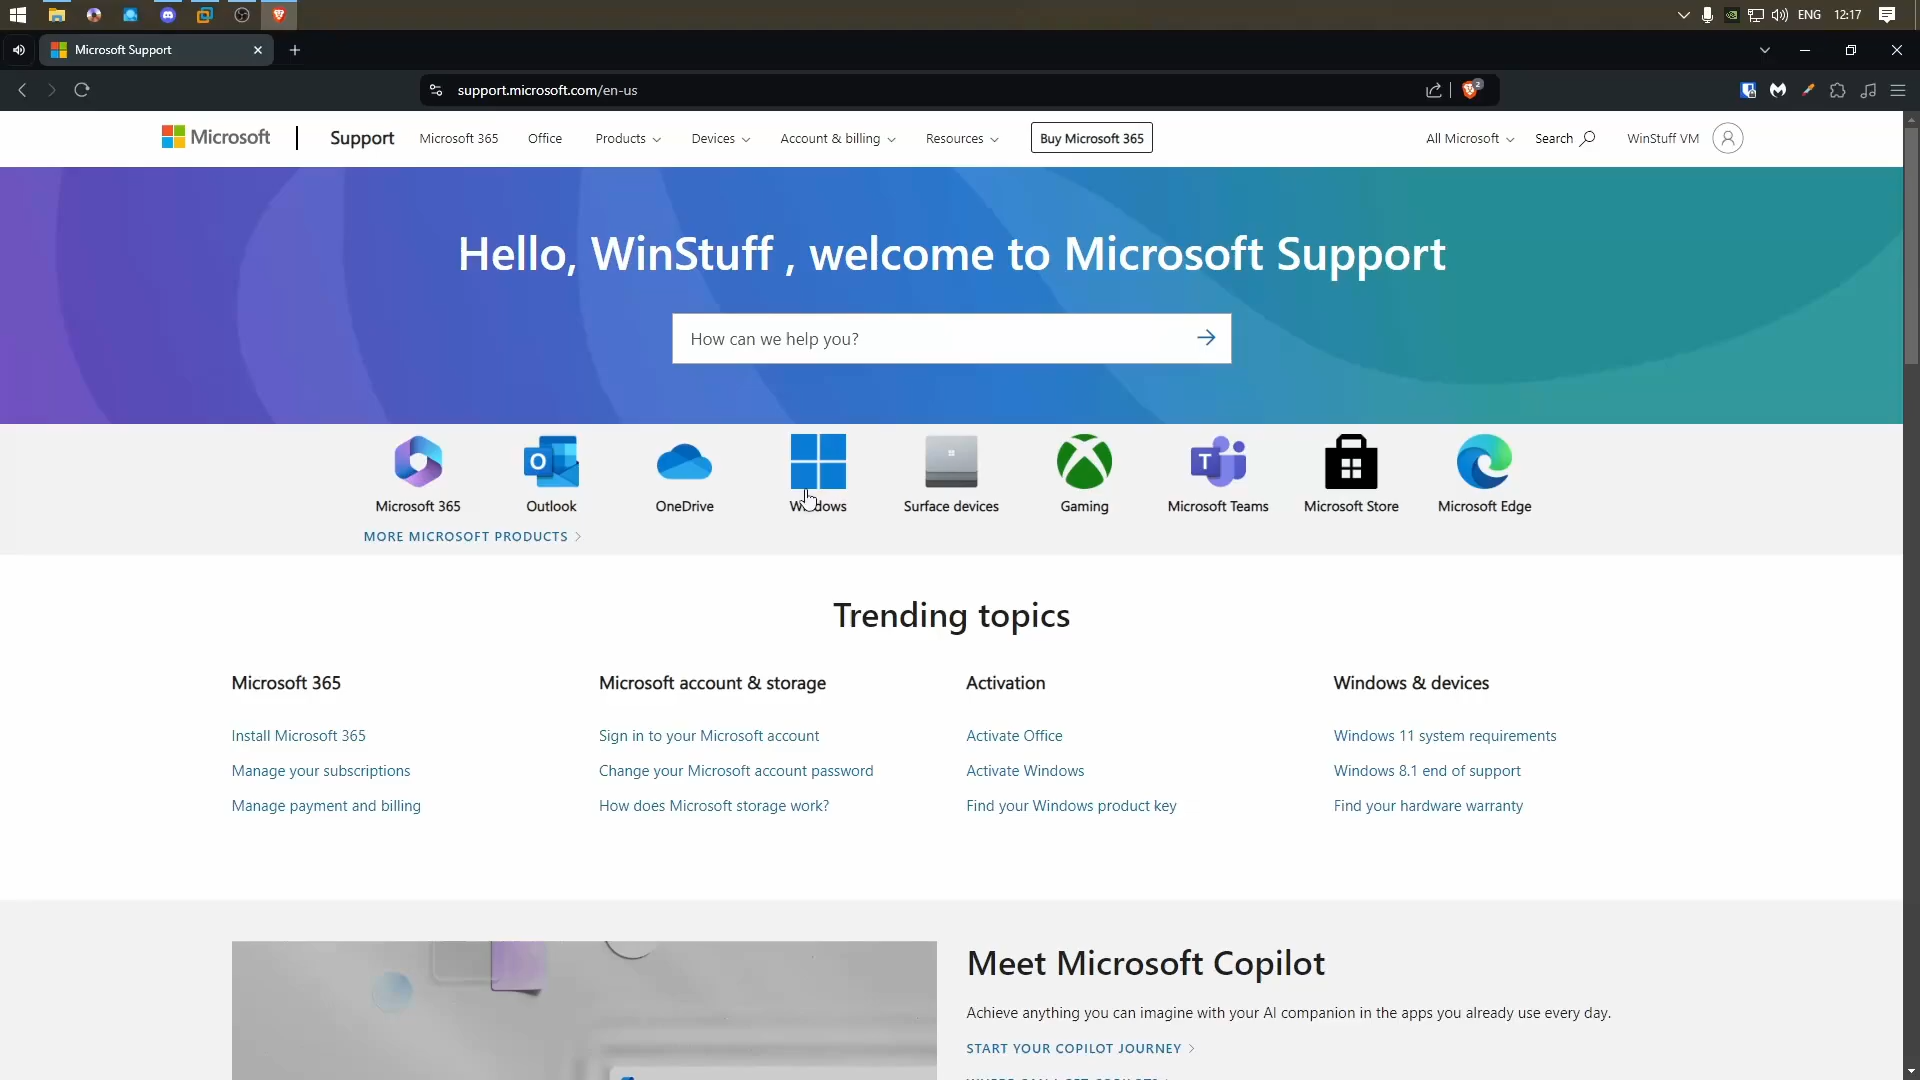 ENG 12:17
Microsoft Support
support.microsoft.com/en-us
2
Microsoft Support Microsoft 365 Office Products Devices Account & billing Resources Buy Microsoft 365 All Microsoft Search WinStuff VM
Hello, WinStuff , welcome to Microsoft Support
How can we help you?
Microsoft 365 Outlook OneDrive Windows Surface devices Gaming Microsoft Teams Microsoft Store Microsoft Edge
MORE MICROSOFT PRODUCTS
Trending topics
Microsoft 365
Install Microsoft 365
Manage your subscriptions
Manage payment and billing
Microsoft account & storage
Sign in to your Microsoft account
Change your Microsoft account password
How does Microsoft storage work?
Activation
Activate Office
Activate Windows
Find your Windows product key
Windows & devices
Windows 11 system requirements
Windows 8.1 end of support
Find your hardware warranty
Meet Microsoft Copilot
Achieve anything you can imagine with your AI companion in the apps you already use every day.
START YOUR COPILOT JOURNEY